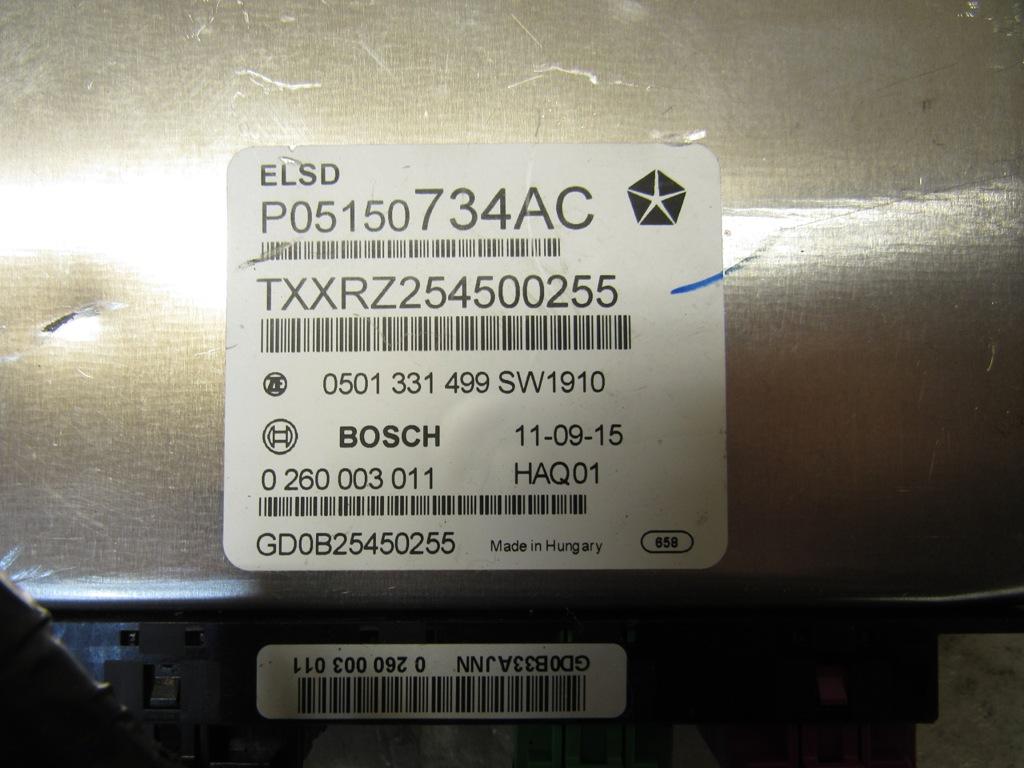 ELSD
P05150734AC
TXXRZ254500255
ZF 0501 331 499 SW1910
BOSCH 11-09-15
0 260 003 011 HAQ01
GD0B25450255 Made in Hungary 658
GD0B33AJNN 0 260 003 011